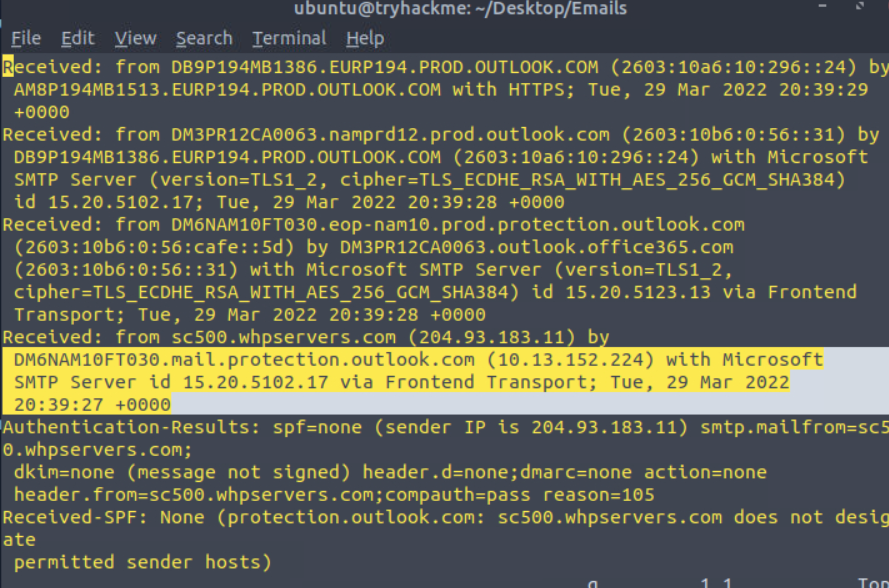 ubuntu@tryhackme: ~/Desktop/Emails
File Edit View Search Terminal Help
Received: from DB9P194MB1386.EURP194.PROD.OUTLOOK.COM (2603:10a6:10:296::24) by
AM8P194MB1513.EURP194.PROD.OUTLOOK.COM with HTTPS; Tue, 29 Mar 2022 20:39:29
+0000
Received: from DM3PR12CA0063.namprd12.prod.outlook.com (2603:10b6:0:56::31) by
DB9P194MB1386.EURP194.PROD.OUTLOOK.COM (2603:10a6:10:296::24) with Microsoft
SMTP Server (version=TLS1_2, cipher=TLS_ECDHE_RSA_WITH_AES_256_GCM_SHA384)
id 15.20.5102.17; Tue, 29 Mar 2022 20:39:28 +0000
Received: from DM6NAM10FT030.eop-nam10.prod.protection.outlook.com
(2603:10b6:0:56:cafe::5d) by DM3PR12CA0063.outlook.office365.com
(2603:10b6:0:56::31) with Microsoft SMTP Server (version=TLS1_2,
cipher=TLS_ECDHE_RSA_WITH_AES_256_GCM_SHA384) id 15.20.5123.13 via Frontend
Transport; Tue, 29 Mar 2022 20:39:28 +0000
Received: from sc500.whpservers.com (204.93.183.11) by
DM6NAM10FT030.mail.protection.outlook.com (10.13.152.224) with Microsoft
SMTP Server id 15.20.5102.17 via Frontend Transport; Tue, 29 Mar 2022
20:39:27 +0000
Authentication-Results: spf=none (sender IP is 204.93.183.11) smtp.mailfrom=sc5
0.whpservers.com;
dkim=none (message not signed) header.d=none;dmarc=none action=none
header.from=sc500.whpservers.com;compauth=pass reason=105
Received-SPF: None (protection.outlook.com: sc500.whpservers.com does not desig
ate
permitted sender hosts)